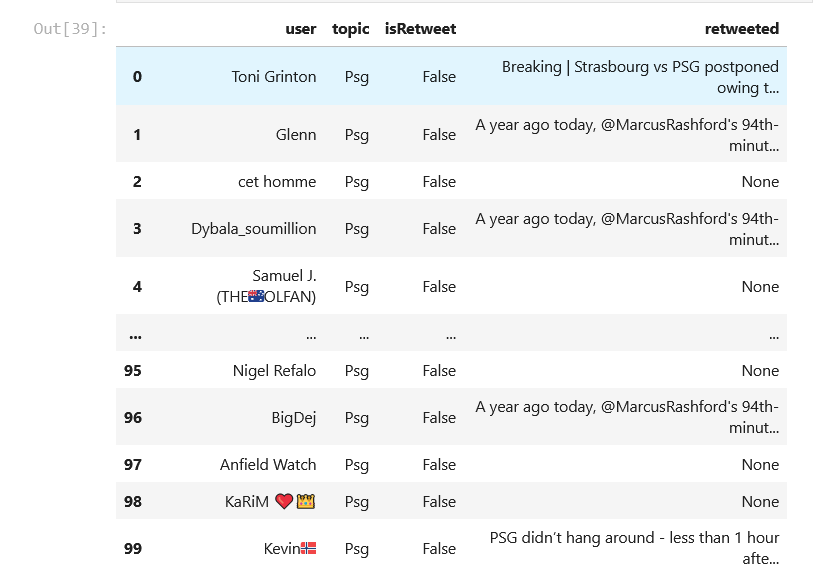 Out[39]:
user topic isRetweet retweeted
0 Toni Grinton Psg False Breaking | Strasbourg vs PSG postponed
owing t...
1 Glenn Psg False A year ago today, @MarcusRashford's 94th-
minut...
2 cet homme Psg False None
3 Dybala_soumillion Psg False A year ago today, @MarcusRashford's 94th-
minut...
4 Samuel J.
(THE🇦🇺OLFAN) Psg False None
... ... ... ... ...
95 Nigel Refalo Psg False None
96 BigDej Psg False A year ago today, @MarcusRashford's 94th-
minut...
97 Anfield Watch Psg False None
98 KaRiM ❤️👑 Psg False None
99 Kevin🇳🇴 Psg False PSG didn’t hang around - less than 1 hour
afte...